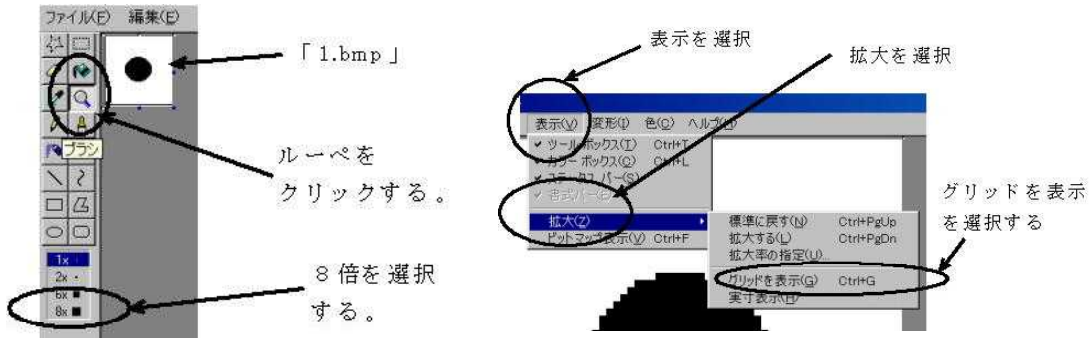 ファイル(F) 編集(E)
「1.bmp」
ブラシ
ルーペを
クリックする。
1x
2x
6x
8x
8倍を選択
する。
表示を選択
拡大を選択
表示(V) 変形(I) 色(C) ヘルプ(H)
ツール ボックス(T) Ctrl+T
カラー ボックス(C) Ctrl+L
ステータス バー(S)
書式バー(E)
拡大(Z)
ビットマップ表示(V) Ctrl+F
標準に戻す(N) Ctrl+PgUp
拡大する(L) Ctrl+PgDn
拡大率の指定(U)...
グリッドを表示(G) Ctrl+G
実寸表示(H)
グリッドを表示
を選択する